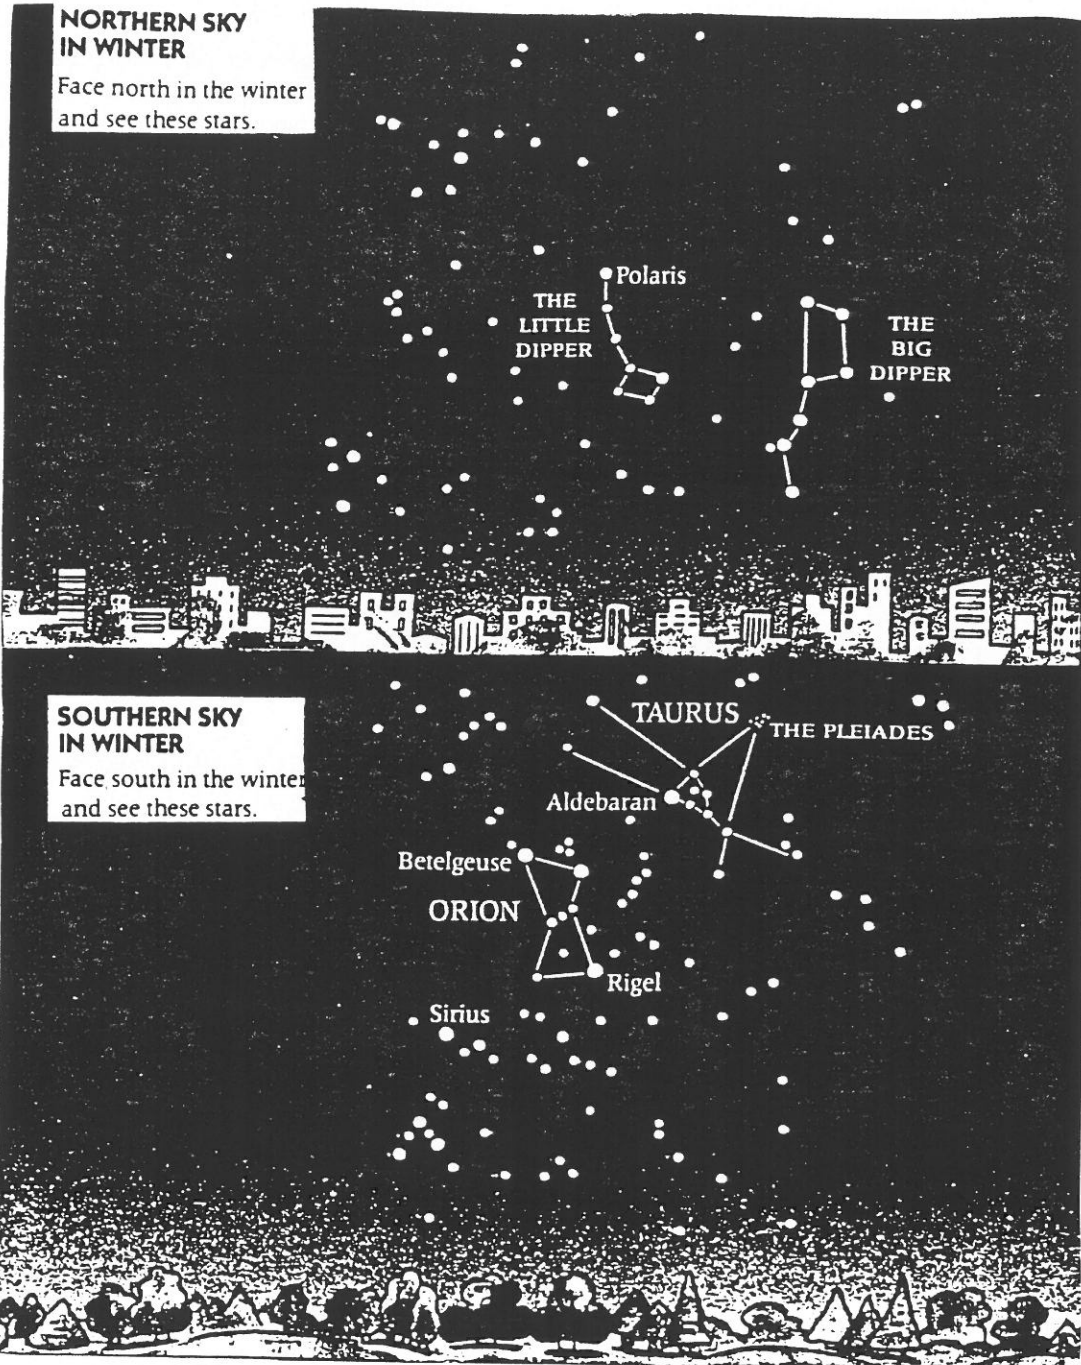 NORTHERN SKY
IN WINTER
Face north in the winter
and see these stars.
Polaris
THE
LITTLE
DIPPER
THE
BIG
DIPPER
SOUTHERN SKY
IN WINTER
Face south in the winter
and see these stars.
TAURUS
THE PLEIADES
Aldebaran
Betelgeuse
ORION
Rigel
Sirius